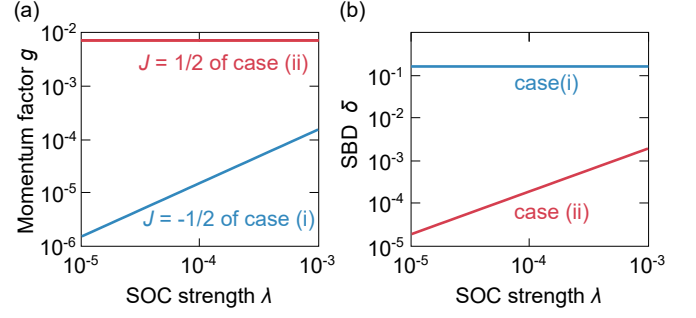 (a)
10^-2
10^-4
10^-5
10^-6
Momentum factor g
J = 1/2 of case (ii)
J = -1/2 of case (i)
10^-5
10^-4
10^-3
SOC strength λ
(b)
10^-1
10^-2
10^-3
10^-4
10^-5
SBD δ
case(i)
case (ii)
10^-5
10^-4
10^-3
SOC strength λ